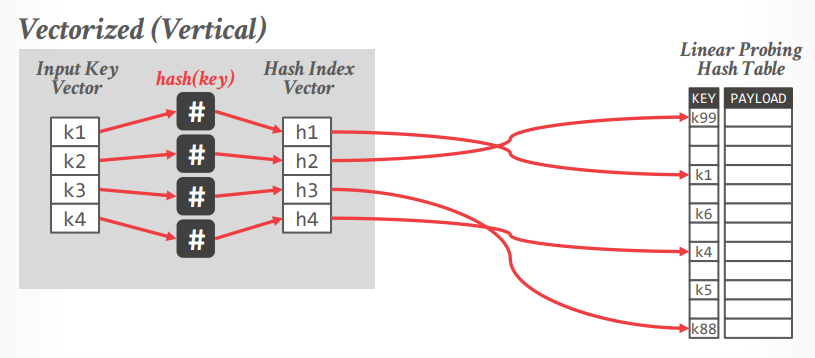 Vectorized (Vertical)
Input Key
Vector
hash(key)
Hash Index
Vector
k1
k2
k3
k4
#
#
#
#
h1
h2
h3
h4
Linear Probing
Hash Table
KEY PAYLOAD
k99
k1
k6
k4
k5
k88